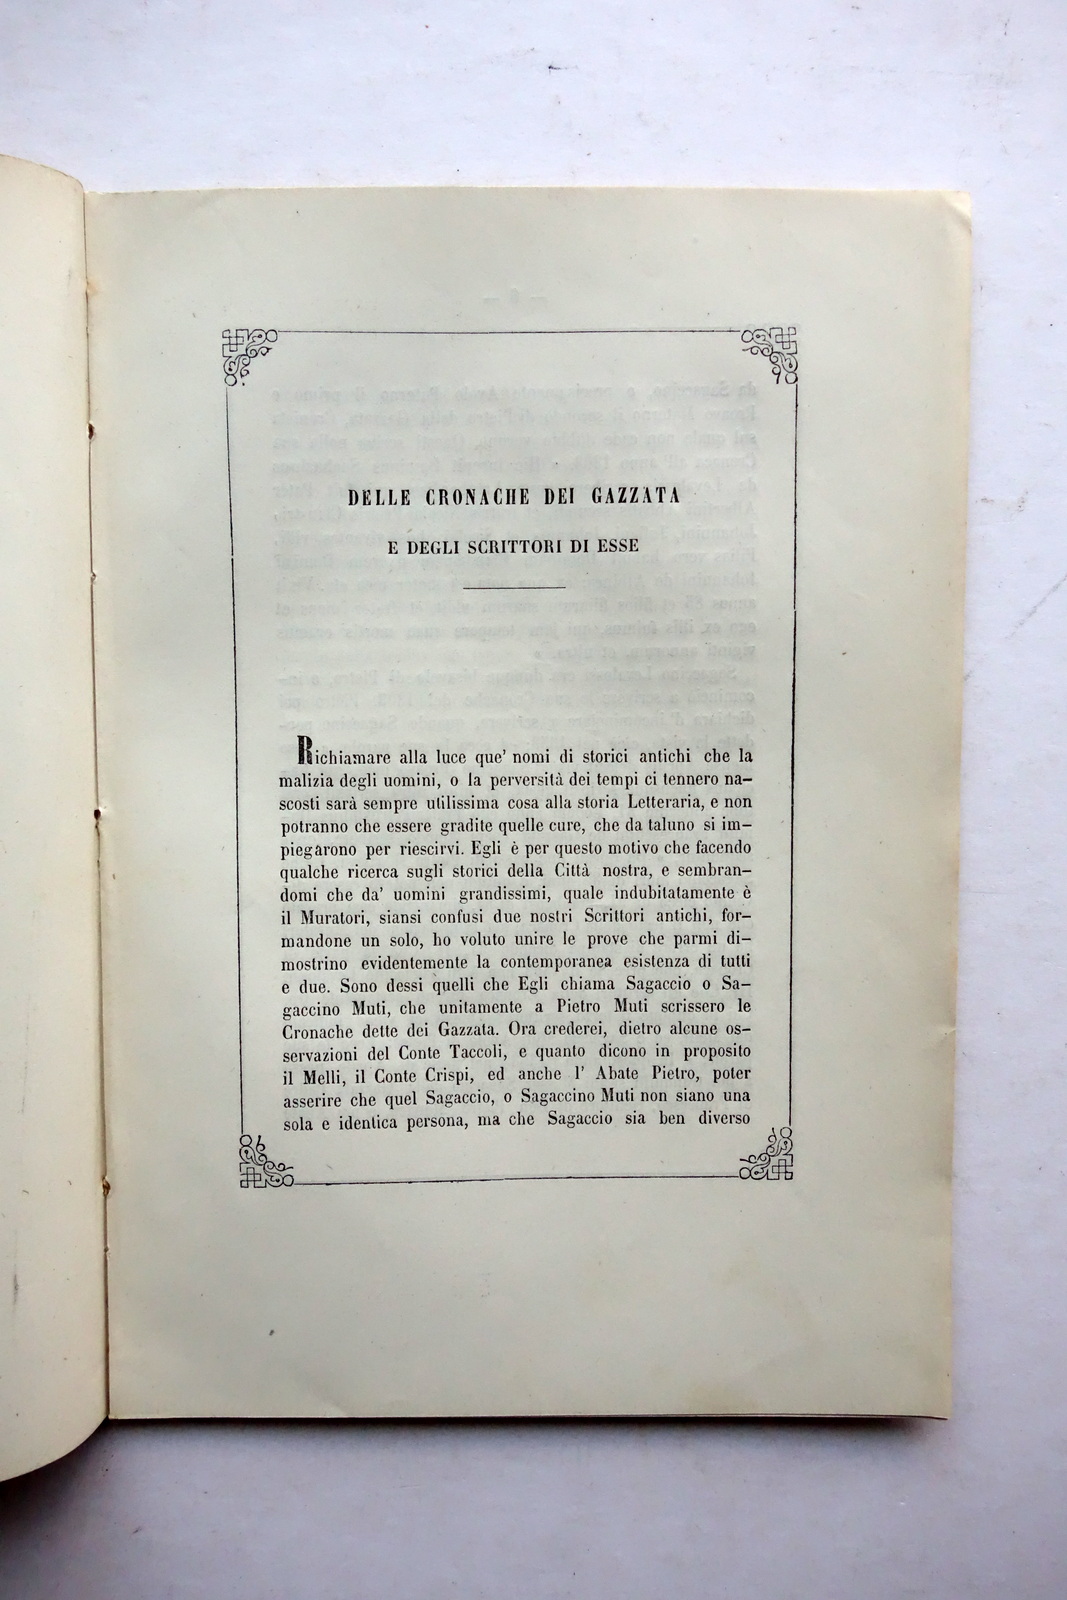 DELLE CRONACHE DEI GAZZATA
E DEGLI SCRITTORI DI ESSE
Richiamare alla luce que' nomi di storici antichi che la
malizia degli uomini, o la perversità dei tempi ci tennero na-
scosti sarà sempre utilissima cosa alla storia Letteraria, e non
potranno che essere gradite quelle cure, che da taluno si im-
piegarono per riescirvi. Egli è per questo motivo che facendo
qualche ricerca sugli storici della Città nostra, e sembran-
domi che da' uomini grandissimi, quale indubitatamente è
il Muratori, siansi confusi due nostri Scrittori antichi, for-
mandone un solo, ho voluto unire le prove che parmi di-
mostrino evidentemente la contemporanea esistenza di tutti
e due. Sono dessi quelli che Egli chiama Sagaccio o Sa-
gaccino Muti, che unitamente a Pietro Muti scrissero le
Cronache dette dei Gazzata. Ora crederei, dietro alcune os-
servazioni del Conte Taccoli, e quanto dicono in proposito
il Melli, il Conte Crispi, ed anche l' Abate Pietro, poter
asserire che quel Sagaccio, o Sagaccino Muti non siano una
sola e identica persona, ma che Sagaccio sia ben diverso